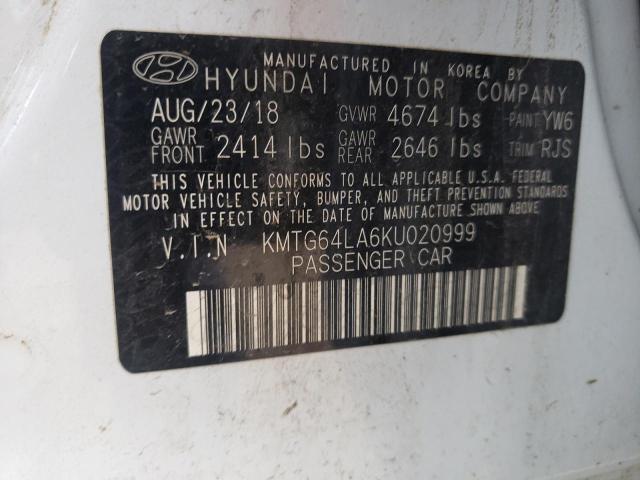 MANUFACTURED IN KOREA BY
HYUNDAI MOTOR COMPANY
AUG/23/18 GVWR 4674 lbs PAINT YW6
GAWR FRONT 2414 lbs GAWR REAR 2646 lbs TRIM RJS
THIS VEHICLE CONFORMS TO ALL APPLICABLE U.S.A. FEDERAL
MOTOR VEHICLE SAFETY, BUMPER, AND THEFT PREVENTION STANDARDS
IN EFFECT ON THE DATE OF MANUFACTURE SHOWN ABOVE.
V.I.N KMTG64LA6KU020999
PASSENGER CAR